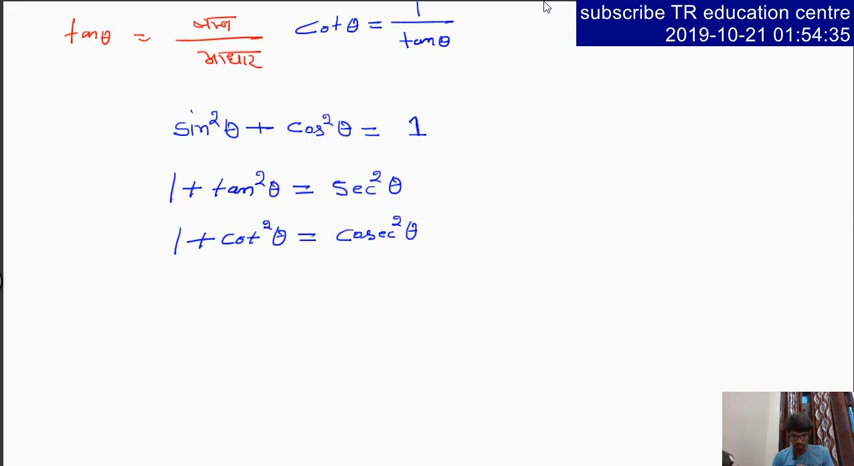 subscribe TR education centre
2019-10-21 01:54:35
tanθ = लम्ब/आधार cotθ = 1/tanθ
sin²θ + cos²θ = 1
1 + tan²θ = sec²θ
1 + cot²θ = cosec²θ